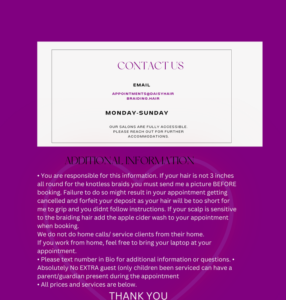 CONTACT US
EMAIL
APPOINTMENTS@DAISYHAIR
BRAIDING.HAIR
MONDAY-SUNDAY
OUR SALONS ARE FULLY ACCESSIBLE.
PLEASE REACH OUT FOR FURTHER
ACCOMMODATIONS.
ADDITIONAL INFORMATION
• You are responsible for this information. If your hair is not 3 inches
all round for the knotless braids you must send me a picture BEFORE
booking. Failure to do so might result in your appointment getting
cancelled and forfeit your deposit as your hair will be too short for
me to grip and you didnt follow instructions. If your scalp is sensitive
to the braiding hair add the apple cider wash to your appointment
when booking.
We do not do home calls/ service clients from their home.
If you work from home, feel free to bring your laptop at your
appointment.
• Please text number in Bio for additional information or questions. •
Absolutely No EXTRA guest (only children been serviced can have a
parent/guardian present during the appointment
• All prices and services are below.
THANK YOU